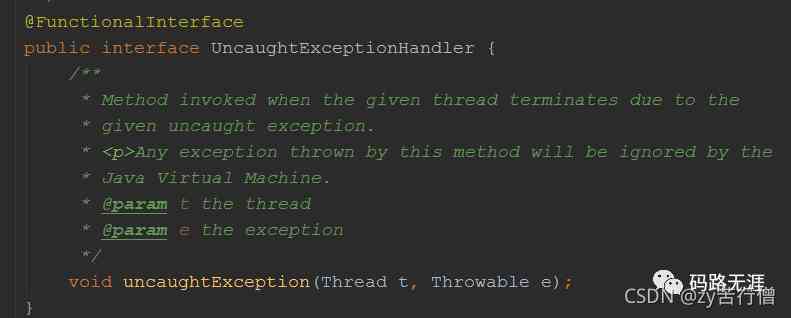 @FunctionalInterface
public interface UncaughtExceptionHandler {
/**
* Method invoked when the given thread terminates due to the
* given uncaught exception.
* <p>Any exception thrown by this method will be ignored by the
* Java Virtual Machine.
* @param t the thread
* @param e the exception
*/
void uncaughtException(Thread t, Throwable e);
码路无涯
CSDN @zy苦行僧
}